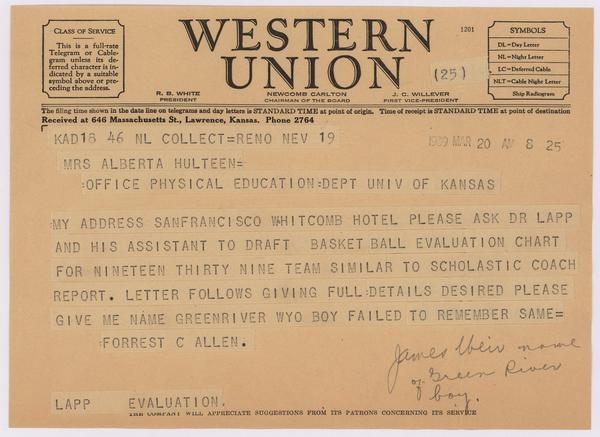 CLASS OF SERVICE
This is a full-rate
Telegram or Cable-
gram unless its de-
ferred character is in-
dicated by a suitable
symbol above or pre-
ceding the address.
WESTERN
UNION
1201
(25)
R. B. WHITE
PRESIDENT
NEWCOMB CARLTON
CHAIRMAN OF THE BOARD
J. C. WILLEVER
FIRST VICE-PRESIDENT
SYMBOLS
DL=Day Letter
NL=Night Letter
LC=Deferred Cable
NLT=Cable Night Letter
Ship Radiogram
The filing time shown in the date line on telegrams and day letters is STANDARD TIME at point of origin. Time of receipt is STANDARD TIME at point of destination
Received at 646 Massachusetts St., Lawrence, Kansas. Phone 2764
KAD18 46 NL COLLECT=RENO NEV 19
1939 MAR 20 AM 8 25
MRS ALBERTA HULTEEN=
:OFFICE PHYSICAL EDUCATION:DEPT UNIV OF KANSAS
MY ADDRESS SANFRANCISCO WHITCOMB HOTEL PLEASE ASK DR LAPP
AND HIS ASSISTANT TO DRAFT BASKET BALL EVALUATION CHART
FOR NINETEEN THIRTY NINE TEAM SIMILAR TO SCHOLASTIC COACH
REPORT. LETTER FOLLOWS GIVING FULL:DETAILS DESIRED PLEASE
GIVE ME NAME GREENRIVER WYO BOY FAILED TO REMEMBER SAME=
:FORREST C ALLEN.
James Weir name
of Green River
boy.
LAPP EVALUATION.
THE COMPANY WILL APPRECIATE SUGGESTIONS FROM ITS PATRONS CONCERNING ITS SERVICE